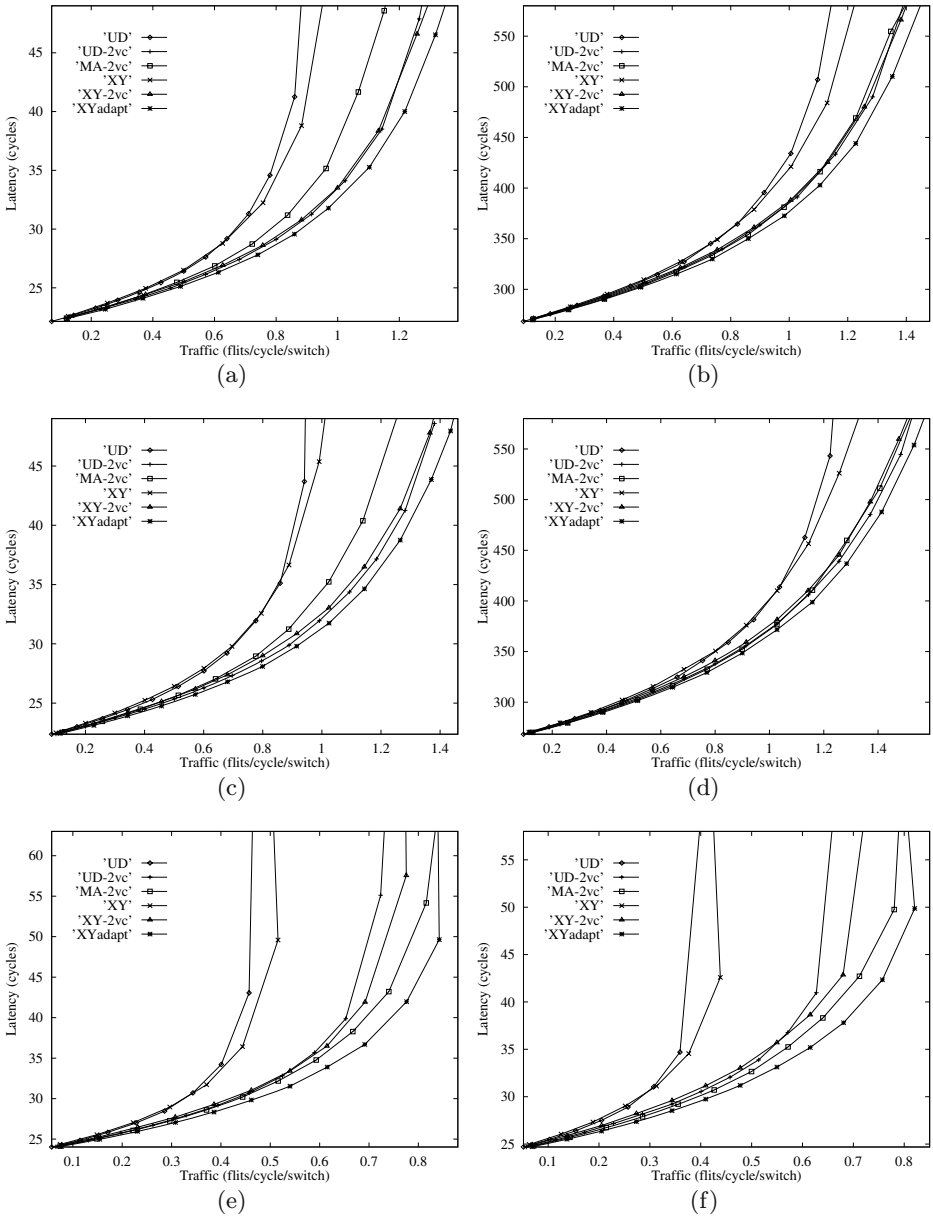 45
40
35
30
25
0.2 0.4 0.6 0.8 1 1.2
Latency (cycles)
Traffic (flits/cycle/switch)
'UD'
'UD-2vc'
'MA-2vc'
'XY'
'XY-2vc'
'XYadapt'
(a)
550
500
450
400
350
300
0.2 0.4 0.6 0.8 1 1.2 1.4
Latency (cycles)
Traffic (flits/cycle/switch)
'UD'
'UD-2vc'
'MA-2vc'
'XY'
'XY-2vc'
'XYadapt'
(b)
45
40
35
30
25
0.2 0.4 0.6 0.8 1 1.2 1.4
Latency (cycles)
Traffic (flits/cycle/switch)
'UD'
'UD-2vc'
'MA-2vc'
'XY'
'XY-2vc'
'XYadapt'
(c)
550
500
450
400
350
300
0.2 0.4 0.6 0.8 1 1.2 1.4
Latency (cycles)
Traffic (flits/cycle/switch)
'UD'
'UD-2vc'
'MA-2vc'
'XY'
'XY-2vc'
'XYadapt'
(d)
60
55
50
45
40
35
30
25
0.1 0.2 0.3 0.4 0.5 0.6 0.7 0.8
Latency (cycles)
Traffic (flits/cycle/switch)
'UD'
'UD-2vc'
'MA-2vc'
'XY'
'XY-2vc'
'XYadapt'
(e)
55
50
45
40
35
30
25
0.1 0.2 0.3 0.4 0.5 0.6 0.7 0.8
Latency (cycles)
Traffic (flits/cycle/switch)
'UD'
'UD-2vc'
'MA-2vc'
'XY'
'XY-2vc'
'XYadapt'
(f)